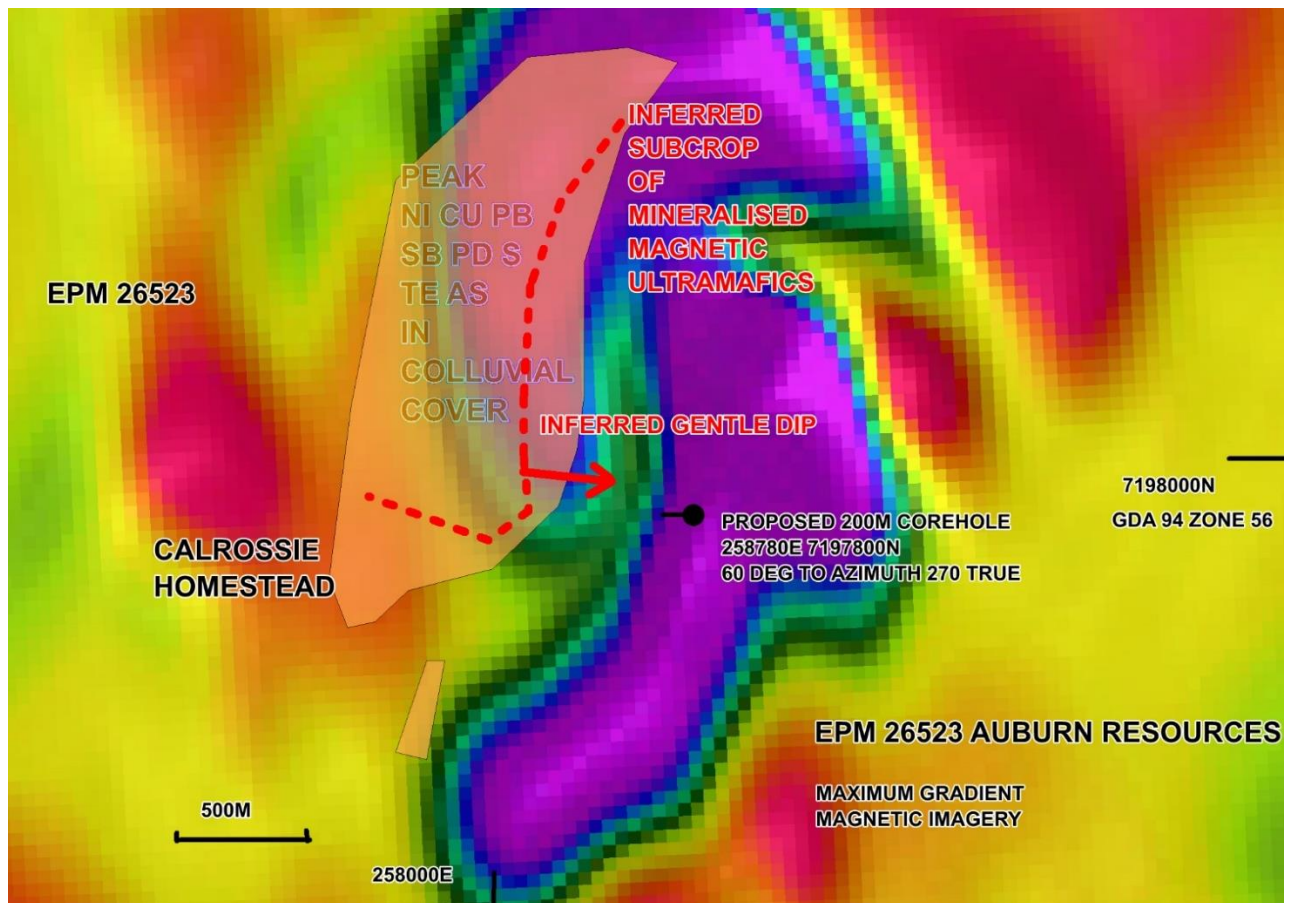 INFERRED
SUBCROP
OF
MINERALISED
MAGNETIC
ULTRAMAFICS
PEAK
NI CU PB
SB PD S
TE AS
IN
COLLUVIAL
COVER
EPM 26523
INFERRED GENTLE DIP
7198000N
GDA 94 ZONE 56
PROPOSED 200M COREHOLE
258780E 7197800N
60 DEG TO AZIMUTH 270 TRUE
CALROSSIE
HOMESTEAD
EPM 26523 AUBURN RESOURCES
MAXIMUM GRADIENT
MAGNETIC IMAGERY
500M
258000E